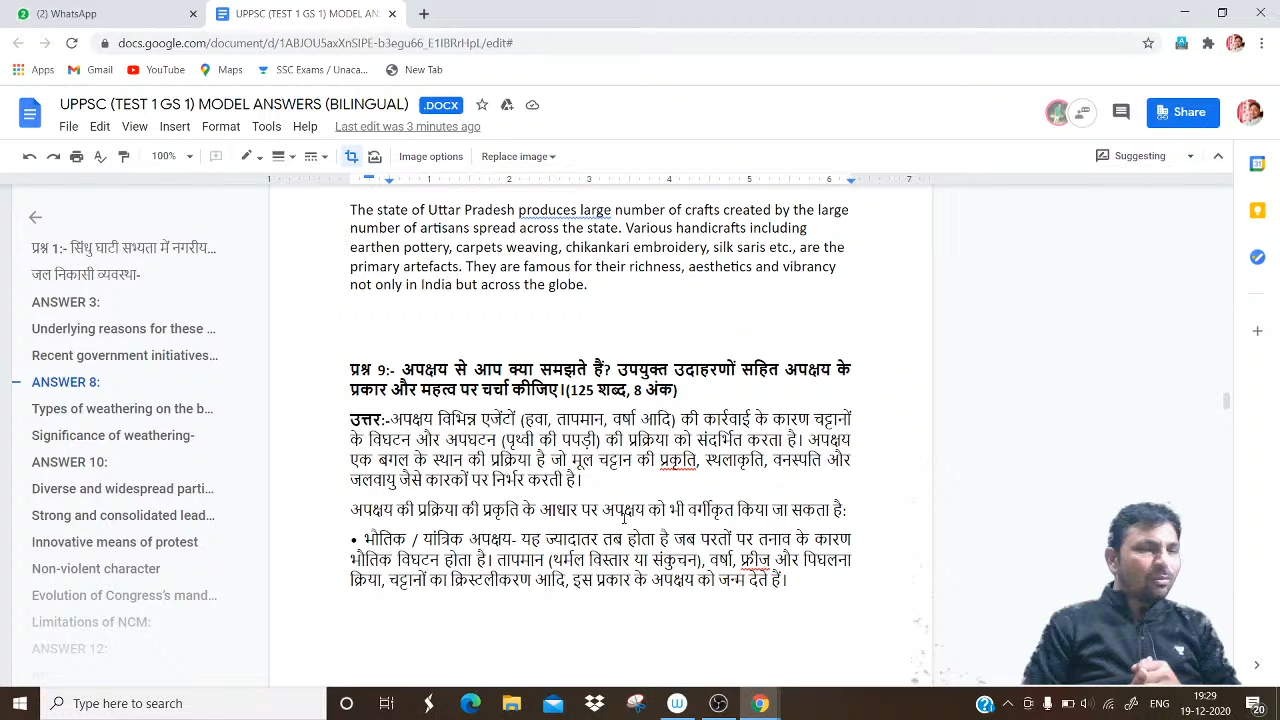 (2) WhatsApp
UPPSC (TEST 1 GS 1) MODEL ANS
docs.google.com/document/d/1ABJOU5axXnSIPE-b3egu66_E1IBRrHpL/edit#
Apps Gmail YouTube Maps SSC Exams / Unaca... New Tab
UPPSC (TEST 1 GS 1) MODEL ANSWERS (BILINGUAL) .DOCX
Share
File Edit View Insert Format Tools Help Last edit was 3 minutes ago
100% Image options Replace image Suggesting
1 1 2 3 4 5 6 7
प्रश्न 1:- सिंधु घाटी सभ्यता में नगरीय...
जल निकासी व्यवस्था-
ANSWER 3:
Underlying reasons for these ...
Recent government initiatives...
ANSWER 8:
Types of weathering on the b...
Significance of weathering-
ANSWER 10:
Diverse and widespread parti...
Strong and consolidated lead...
Innovative means of protest
Non-violent character
Evolution of Congress's mand...
Limitations of NCM:
ANSWER 12:
The state of Uttar Pradesh produces large number of crafts created by the large
number of artisans spread across the state. Various handicrafts including
earthen pottery, carpets weaving, chikankari embroidery, silk saris etc., are the
primary artefacts. They are famous for their richness, aesthetics and vibrancy
not only in India but across the globe.
प्रश्न 9:- अपक्षय से आप क्या समझते हैं? उपयुक्त उदाहरणों सहित अपक्षय के
प्रकार और महत्व पर चर्चा कीजिए।(125 शब्द, 8 अंक)
उत्तर:-अपक्षय विभिन्न एजेंटों (हवा, तापमान, वर्षा आदि) की कार्रवाई के कारण चट्टानों
के विघटन और अपघटन (पृथ्वी की पपड़ी) की प्रक्रिया को संदर्भित करता है। अपक्षय
एक बगल के स्थान की प्रक्रिया है जो मूल चट्टान की प्रकृति, स्थलाकृति, वनस्पति और
जलवायु जैसे कारकों पर निर्भर करती है।
अपक्षय की प्रक्रिया की प्रकृति के आधार पर अपक्षय को भी वर्गीकृत किया जा सकता है:
• भौतिक / यांत्रिक अपक्षय- यह ज्यादातर तब होता है जब परतों पर तनाव के कारण
भौतिक विघटन होता है। तापमान (थर्मल विस्तार या संकुचन), वर्षा, फ्रीज और पिघलना
क्रिया, चट्टानों का क्रिस्टलीकरण आदि, इस प्रकार के अपक्षय को जन्म देते हैं।
Type here to search
ENG
19:29
19-12-2020
20